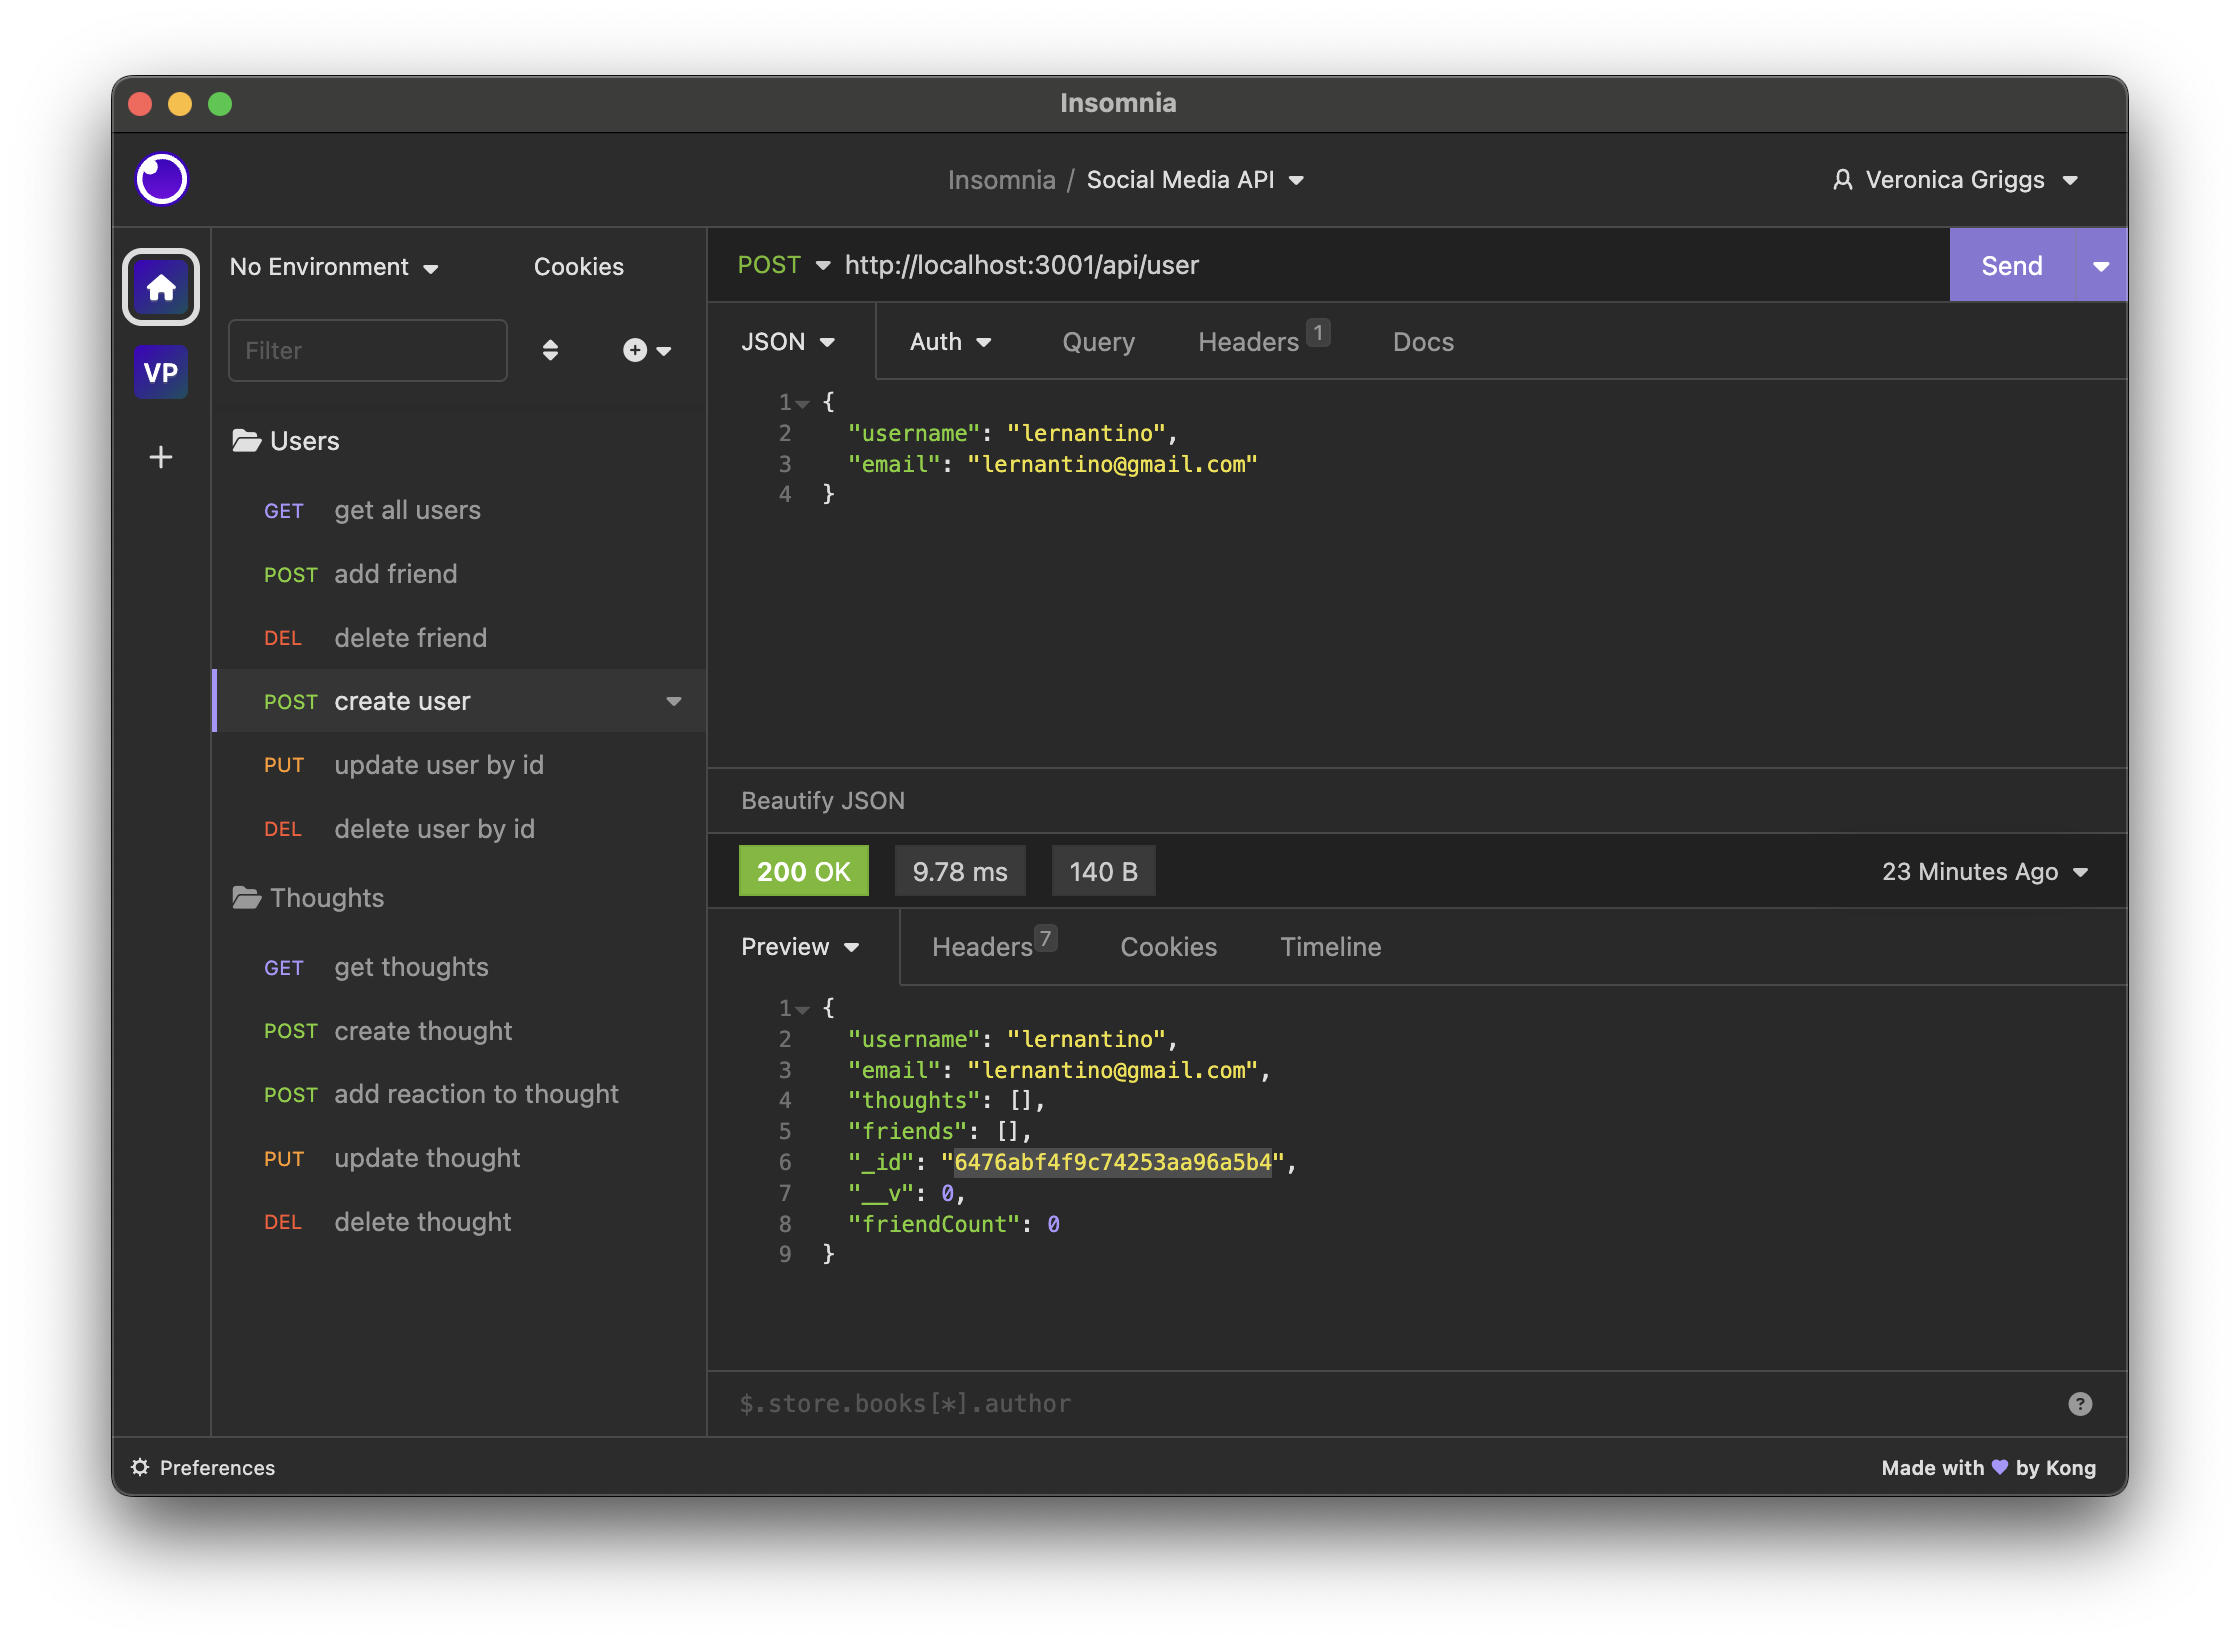 Insomnia
Insomnia / Social Media API
Veronica Griggs
No Environment
Cookies
Filter
VP
Users
GET get all users
POST add friend
DEL delete friend
POST create user
PUT update user by id
DEL delete user by id
Thoughts
GET get thoughts
POST create thought
POST add reaction to thought
PUT update thought
DEL delete thought
POST http://localhost:3001/api/user
Send
JSON Auth Query Headers 1 Docs
1 {
2 "username": "lernantino",
3 "email": "lernantino@gmail.com"
4 }
Beautify JSON
200 OK 9.78 ms 140 B 23 Minutes Ago
Preview Headers 7 Cookies Timeline
1 {
2 "username": "lernantino",
3 "email": "lernantino@gmail.com",
4 "thoughts": [],
5 "friends": [],
6 "_id": "6476abf4f9c74253aa96a5b4",
7 "__v": 0,
8 "friendCount": 0
9 }
$.store.books[*].author
?
Preferences
Made with ♥ by Kong